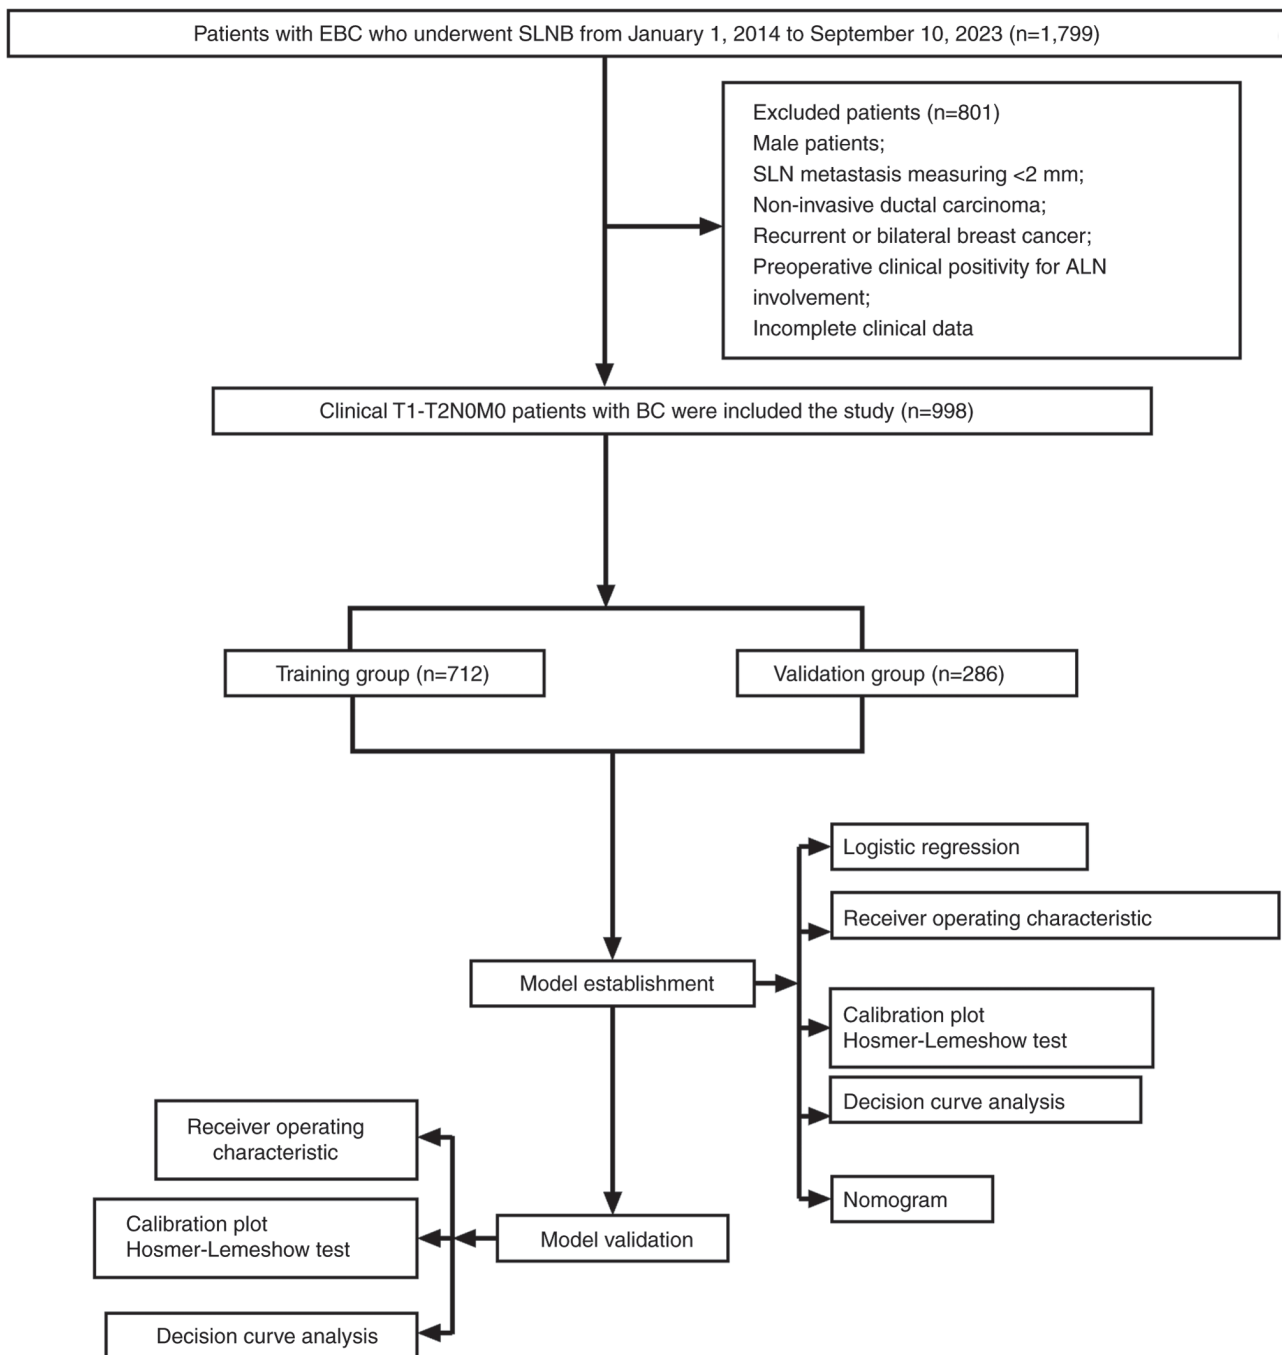 Patients with EBC who underwent SLNB from January 1, 2014 to September 10, 2023 (n=1,799)
Excluded patients (n=801)
Male patients;
SLN metastasis measuring <2 mm;
Non-invasive ductal carcinoma;
Recurrent or bilateral breast cancer;
Preoperative clinical positivity for ALN
involvement;
Incomplete clinical data
Clinical T1-T2N0M0 patients with BC were included the study (n=998)
Training group (n=712)
Validation group (n=286)
Model establishment
Logistic regression
Receiver operating characteristic
Calibration plot
Hosmer-Lemeshow test
Decision curve analysis
Nomogram
Model validation
Receiver operating
characteristic
Calibration plot
Hosmer-Lemeshow test
Decision curve analysis